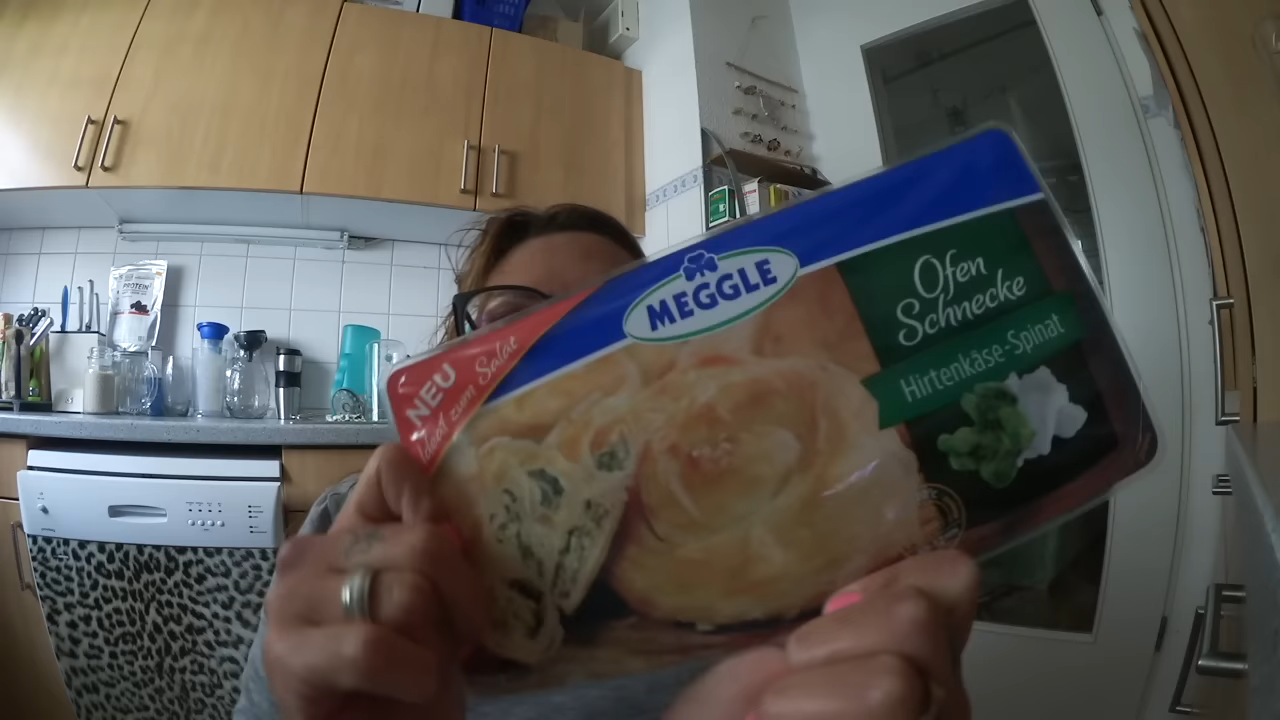 PROTEIN
NEU
Ideal zum Salat
MEGGLE
Ofen
Schnecke
Hirtenkäse-Spinat